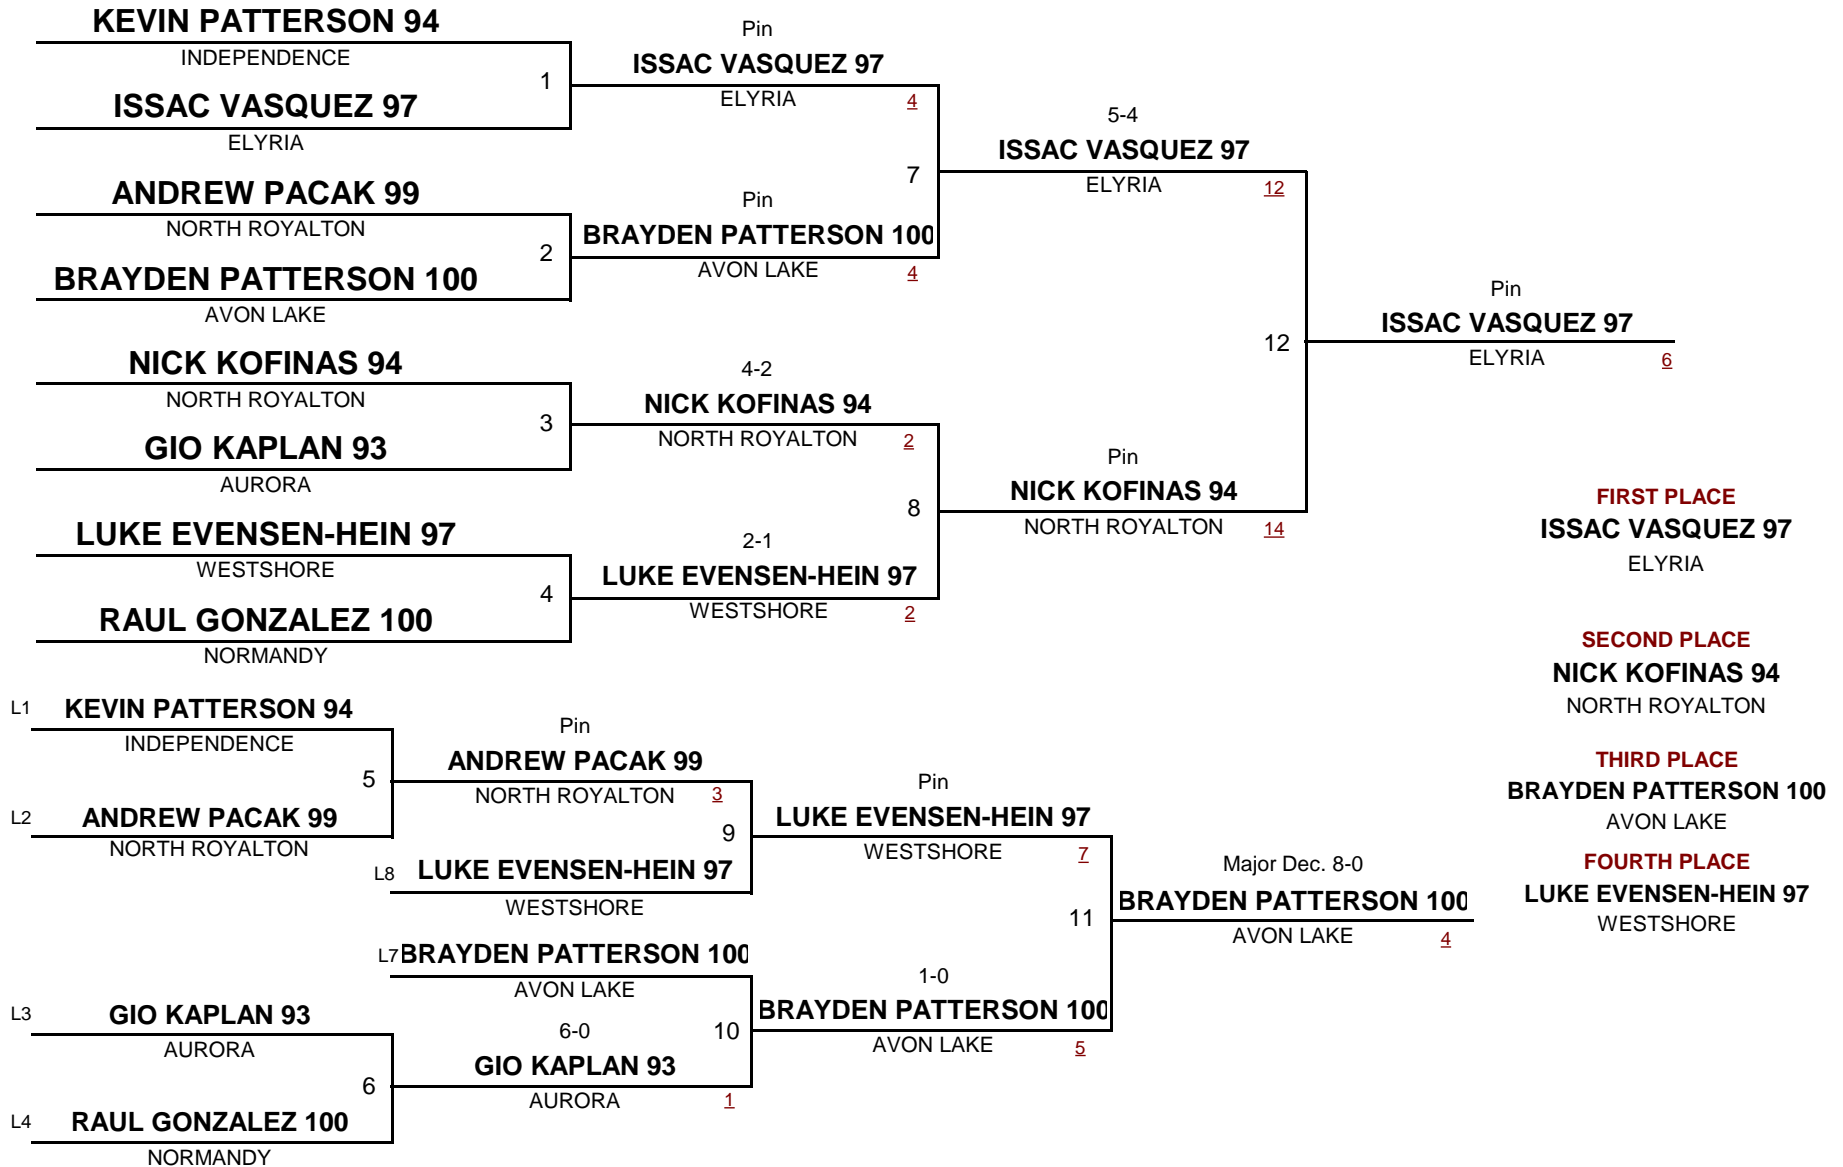 KEVIN PATTERSON 94
INDEPENDENCE
1
ISSAC VASQUEZ 97
ELYRIA
ANDREW PACAK 99
NORTH ROYALTON
2
BRAYDEN PATTERSON 100
AVON LAKE
NICK KOFINAS 94
NORTH ROYALTON
3
GIO KAPLAN 93
AURORA
LUKE EVENSEN-HEIN 97
WESTSHORE
4
RAUL GONZALEZ 100
NORMANDY
Pin
ISSAC VASQUEZ 97
ELYRIA 4
7
Pin
BRAYDEN PATTERSON 100
AVON LAKE 4
4-2
NICK KOFINAS 94
NORTH ROYALTON 2
8
2-1
LUKE EVENSEN-HEIN 97
WESTSHORE 2
5-4
ISSAC VASQUEZ 97
ELYRIA 12
12
Pin
NICK KOFINAS 94
NORTH ROYALTON 14
Pin
ISSAC VASQUEZ 97
ELYRIA 6
FIRST PLACE
ISSAC VASQUEZ 97
ELYRIA
SECOND PLACE
NICK KOFINAS 94
NORTH ROYALTON
THIRD PLACE
BRAYDEN PATTERSON 100
AVON LAKE
FOURTH PLACE
LUKE EVENSEN-HEIN 97
WESTSHORE
L1 KEVIN PATTERSON 94
INDEPENDENCE
5
L2 ANDREW PACAK 99
NORTH ROYALTON
L3 GIO KAPLAN 93
AURORA
6
L4 RAUL GONZALEZ 100
NORMANDY
Pin
ANDREW PACAK 99
NORTH ROYALTON 3
9
L8 LUKE EVENSEN-HEIN 97
WESTSHORE
L7 BRAYDEN PATTERSON 100
AVON LAKE
10
6-0
GIO KAPLAN 93
AURORA 1
Pin
LUKE EVENSEN-HEIN 97
WESTSHORE 7
11
1-0
BRAYDEN PATTERSON 100
AVON LAKE 5
Major Dec. 8-0
BRAYDEN PATTERSON 100
AVON LAKE 4